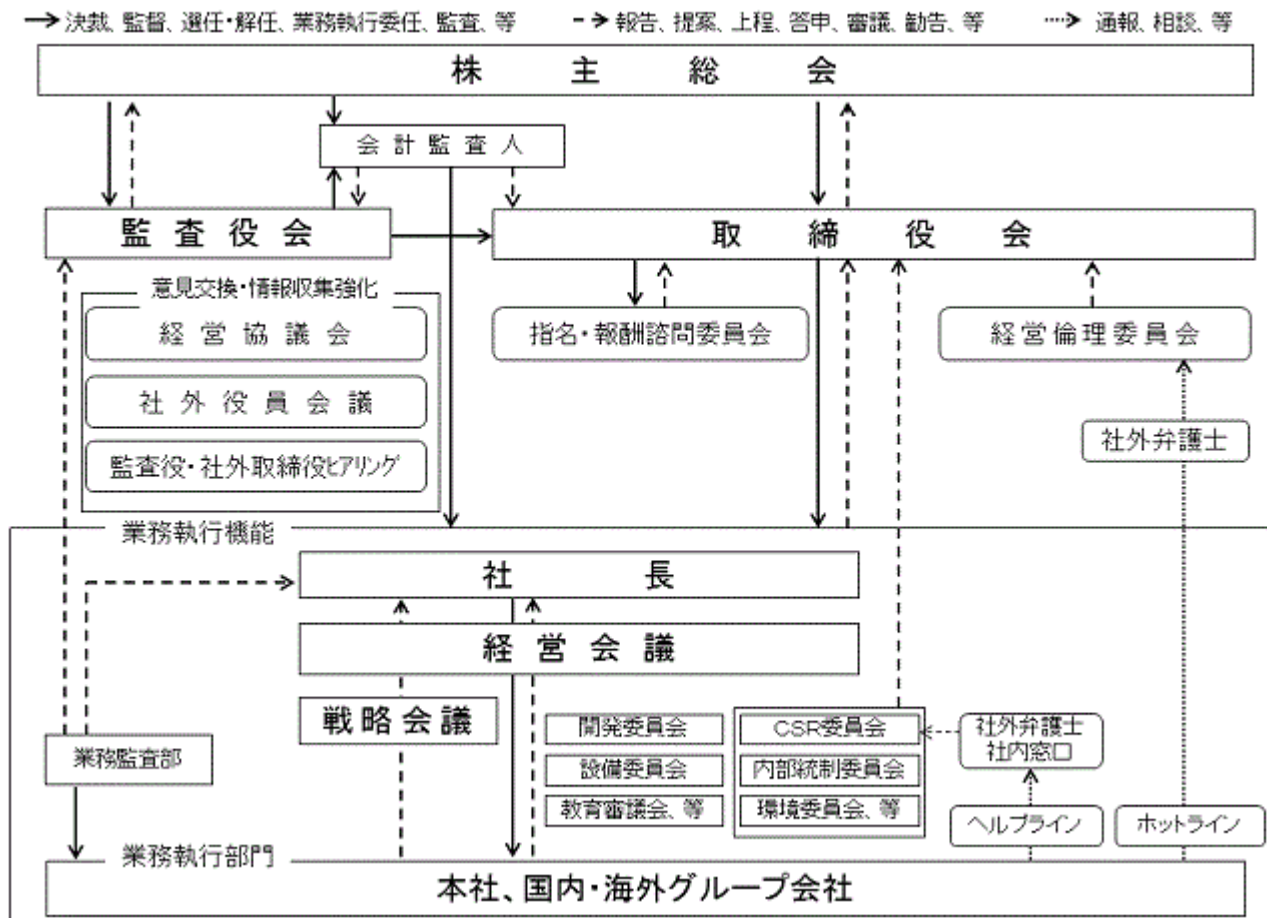 決裁、監督、選任・解任、業務執行委任、監査、等 報告、提案、上程、答申、審議、勧告、等 通報、相談、等
株主総会
会計監査人
監査役会
取締役会
意見交換・情報収集強化
経営協議会
社外役員会議
監査役・社外取締役ヒアリング
指名・報酬諮問委員会
経営倫理委員会
社外弁護士
業務執行機能
社長
経営会議
戦略会議
業務監査部
開発委員会
設備委員会
教育審議会、等
CSR委員会
内部統制委員会
環境委員会、等
社外弁護士
社内窓口
ヘルプライン
ホットライン
業務執行部門
本社、国内・海外グループ会社